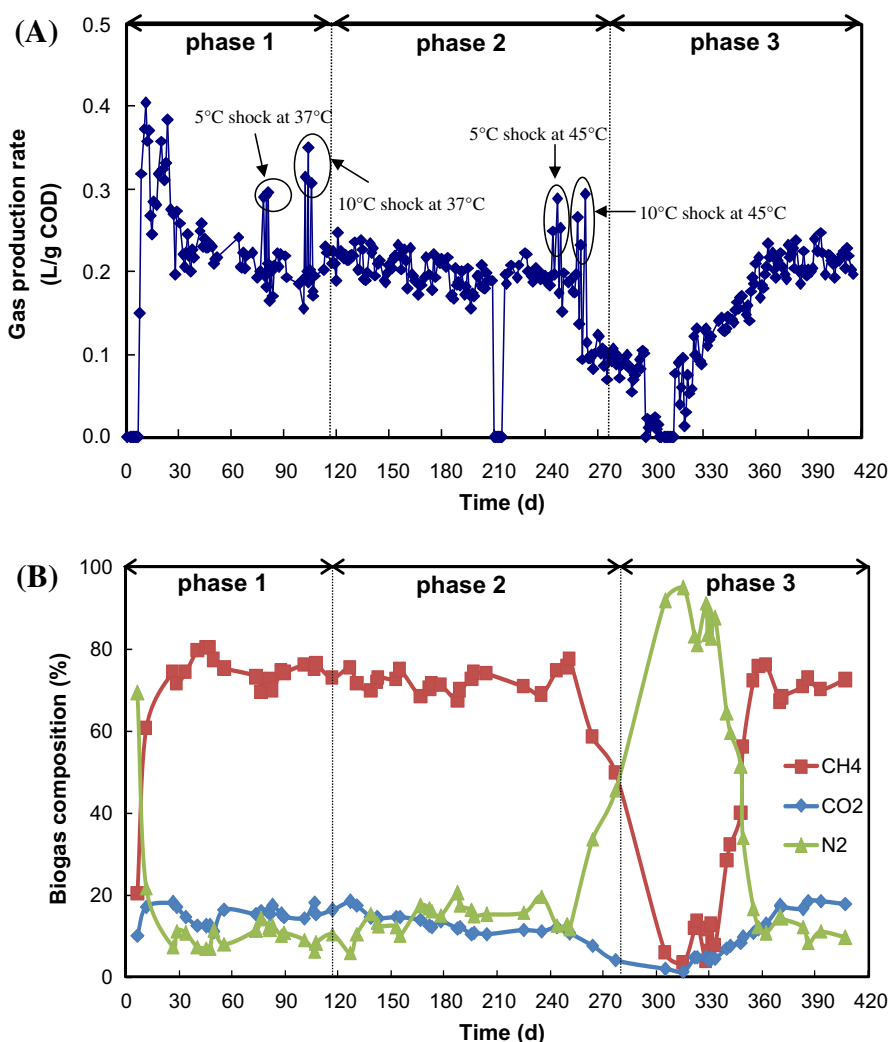 (A)
phase 1
phase 2
phase 3
Gas production rate
(L/g COD)
0.5
0.4
0.3
0.2
0.1
0.0
5°C shock at 37°C
10°C shock at 37°C
5°C shock at 45°C
10°C shock at 45°C
0 30 60 90 120 150 180 210 240 270 300 330 360 390 420
Time (d)
(B)
phase 1
phase 2
phase 3
Biogas composition (%)
100
80
60
40
20
0
CH4
CO2
N2
0 30 60 90 120 150 180 210 240 270 300 330 360 390 420
Time (d)